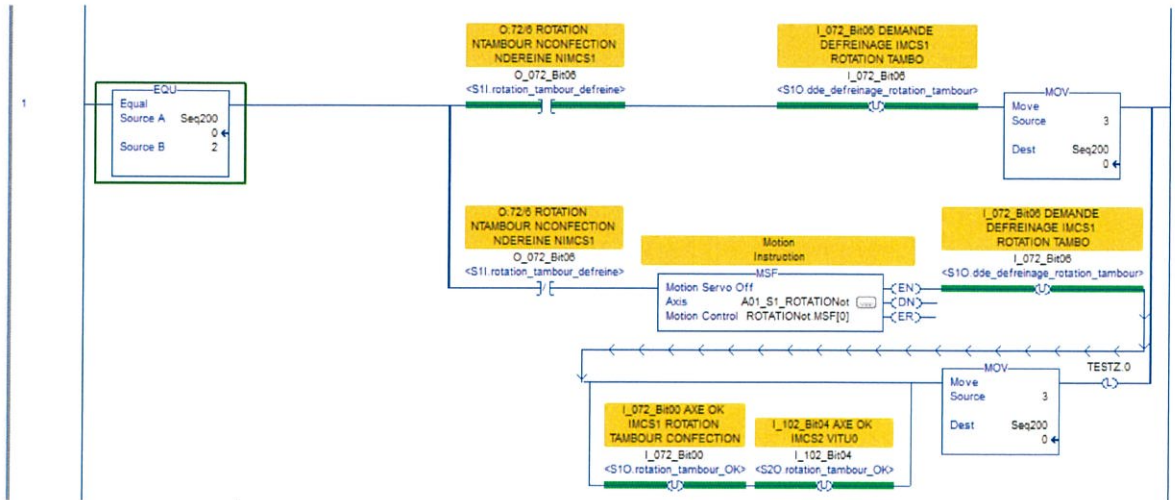 1
EQU
Equal
Source A Seq200
0
Source B 2
O:72/6 ROTATION
NTAMBOUR NCONFECTION
NDEREINE NIMCS1
O_072_Bit06
<S1I.rotation_tambour_defreine>
I_072_Bit06 DEMANDE
DEFREINAGE IMCS1
ROTATION TAMBO
I_072_Bit06
<S1O.dde_defreinage_rotation_tambour>
U
MOV
Move
Source 3
Dest Seq200
0
O:72/6 ROTATION
NTAMBOUR NCONFECTION
NDEREINE NIMCS1
O_072_Bit06
<S1I.rotation_tambour_defreine>
/
Motion
Instruction
MSF
Motion Servo Off
Axis A01_S1_ROTATIONot ...
Motion Control ROTATIONot.MSF[0]
EN
DN
ER
I_072_Bit06 DEMANDE
DEFREINAGE IMCS1
ROTATION TAMBO
I_072_Bit06
<S1O.dde_defreinage_rotation_tambour>
U
I_072_Bit00 AXE OK
IMCS1 ROTATION
TAMBOUR CONFECTION
I_072_Bit00
<S1O.rotation_tambour_OK>
U
I_102_Bit04 AXE OK
IMCS2 VITU0
I_102_Bit04
<S2O.rotation_tambour_OK>
U
MOV
Move
Source 3
Dest Seq200
0
TESTZ.0
L